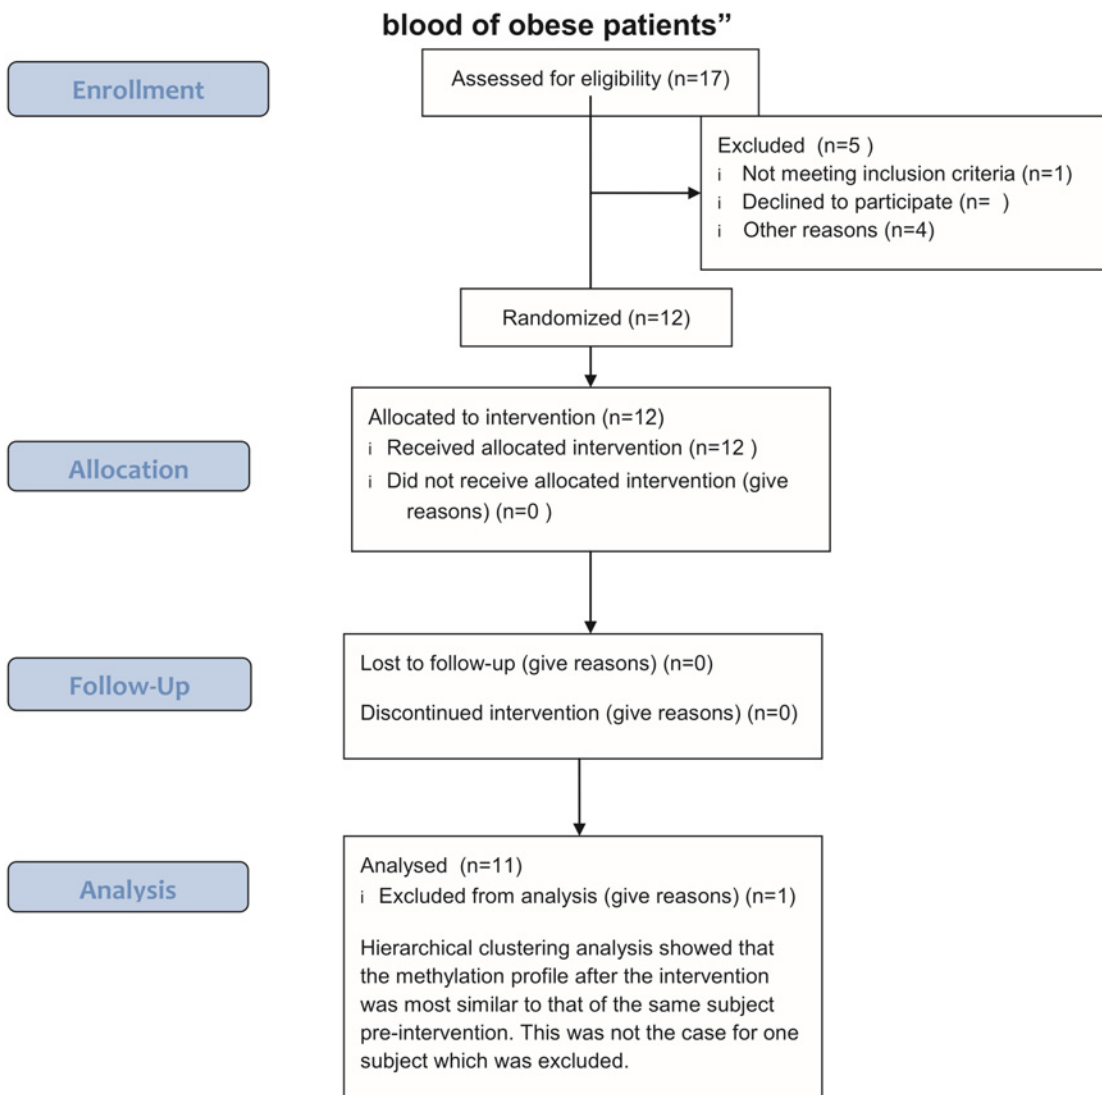 blood of obese patients”
Enrollment
Assessed for eligibility (n=17)
Excluded  (n=5 )
i Not meeting inclusion criteria (n=1)
i Declined to participate (n=  )
i Other reasons (n=4)
Randomized (n=12)
Allocation
Allocated to intervention (n=12)
i Received allocated intervention (n=12 )
i Did not receive allocated intervention (give
reasons) (n=0 )
Follow-Up
Lost to follow-up (give reasons) (n=0)
Discontinued intervention (give reasons) (n=0)
Analysis
Analysed  (n=11)
i Excluded from analysis (give reasons) (n=1)
Hierarchical clustering analysis showed that
the methylation profile after the intervention
was most similar to that of the same subject
pre-intervention. This was not the case for one
subject which was excluded.